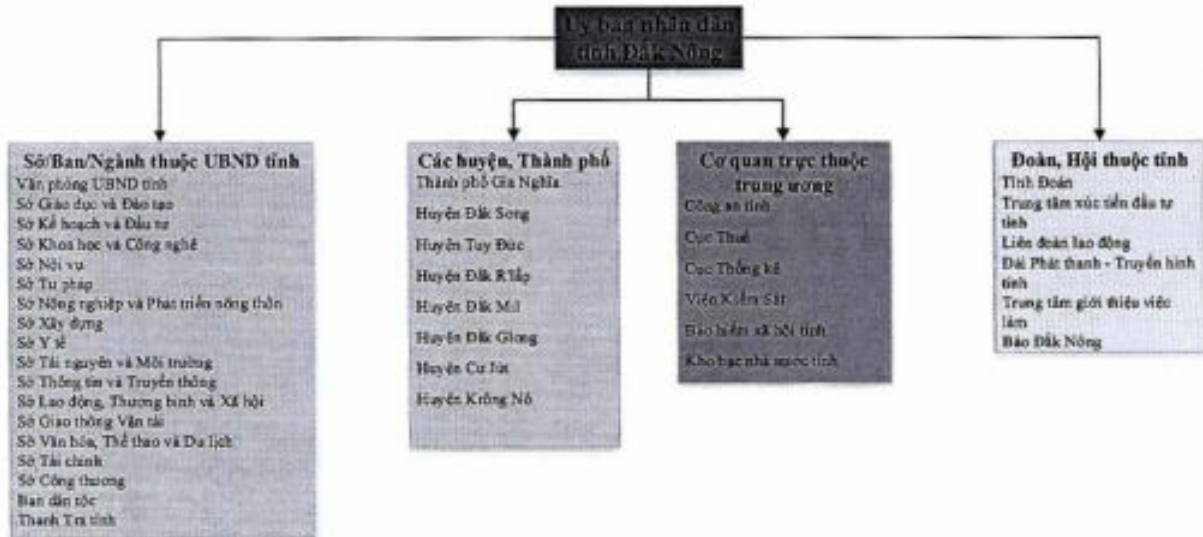 Ủy ban nhân dân
tỉnh Đắk Nông
Sở/Ban/Ngành thuộc UBND tỉnh
Văn phòng UBND tỉnh
Sở Giáo dục và Đào tạo
Sở Kế hoạch và Đầu tư
Sở Khoa học và Công nghệ
Sở Nội vụ
Sở Tư pháp
Sở Nông nghiệp và Phát triển nông thôn
Sở Xây dựng
Sở Y tế
Sở Tài nguyên và Môi trường
Sở Thông tin và Truyền thông
Sở Lao động, Thương binh và Xã hội
Sở Giao thông Vận tải
Sở Văn hóa, Thể thao và Du lịch
Sở Tài chính
Sở Công thương
Ban dân tộc
Thanh Tra tỉnh
Các huyện, Thành phố
Thành phố Gia Nghĩa
Huyện Đắk Song
Huyện Tuy Đức
Huyện Đắk R'lấp
Huyện Đắk Mil
Huyện Đắk Glong
Huyện Cư Jút
Huyện Krông Nô
Cơ quan trực thuộc
trung ương
Công an tỉnh
Cục Thuế
Cục Thống kê
Viện Kiểm Sát
Bảo hiểm xã hội tỉnh
Kho bạc nhà nước tỉnh
Đoàn, Hội thuộc tỉnh
Tỉnh Đoàn
Trung tâm xúc tiến đầu tư
tỉnh
Liên đoàn lao động
Đài Phát thanh - Truyền hình
tỉnh
Trung tâm giới thiệu việc
làm
Báo Đắk Nông